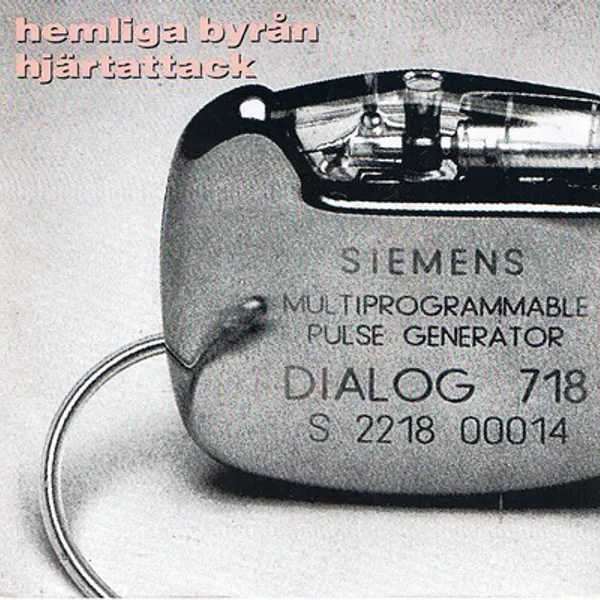 hemliga byrån
hjärtattack
SIEMENS
MULTIPROGRAMMABLE
PULSE GENERATOR
DIALOG 718
S 2218 00014